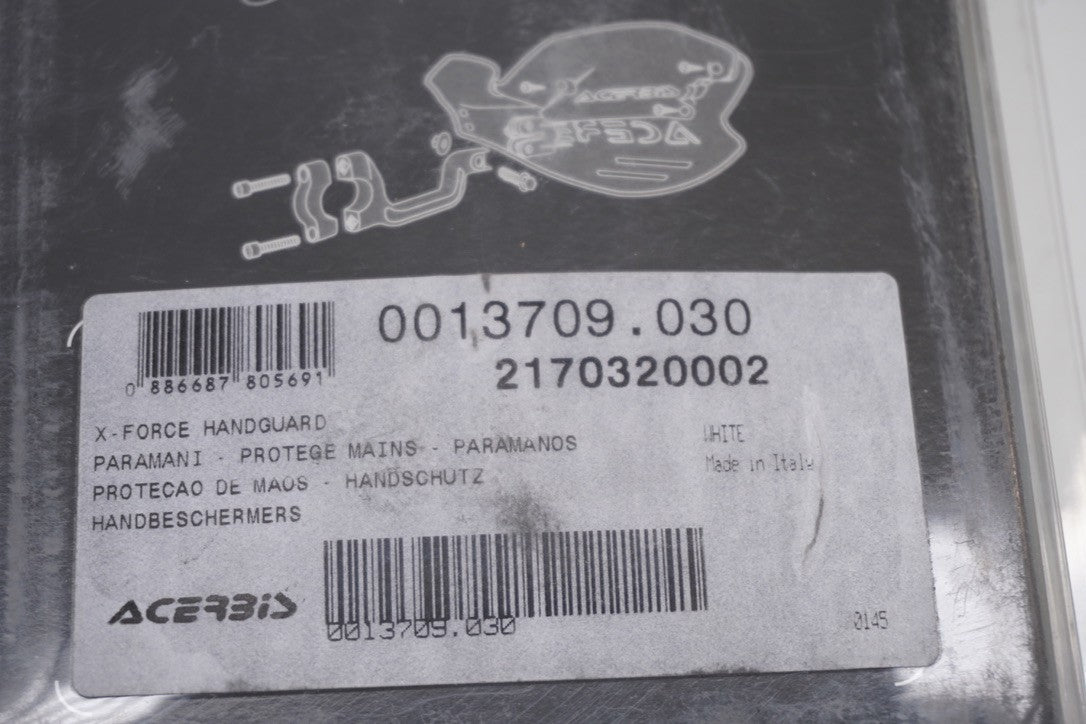 ACERBIS
0013709.030
2170320002
0 886687 805691
X-FORCE HANDGUARD
PARAMANI - PROTEGE MAINS - PARAMANOS
PROTECAO DE MAOS - HANDSCHUTZ
HANDBESCHERMERS
WHITE
Made in Italy
ACERBIS
0013709.030
0145